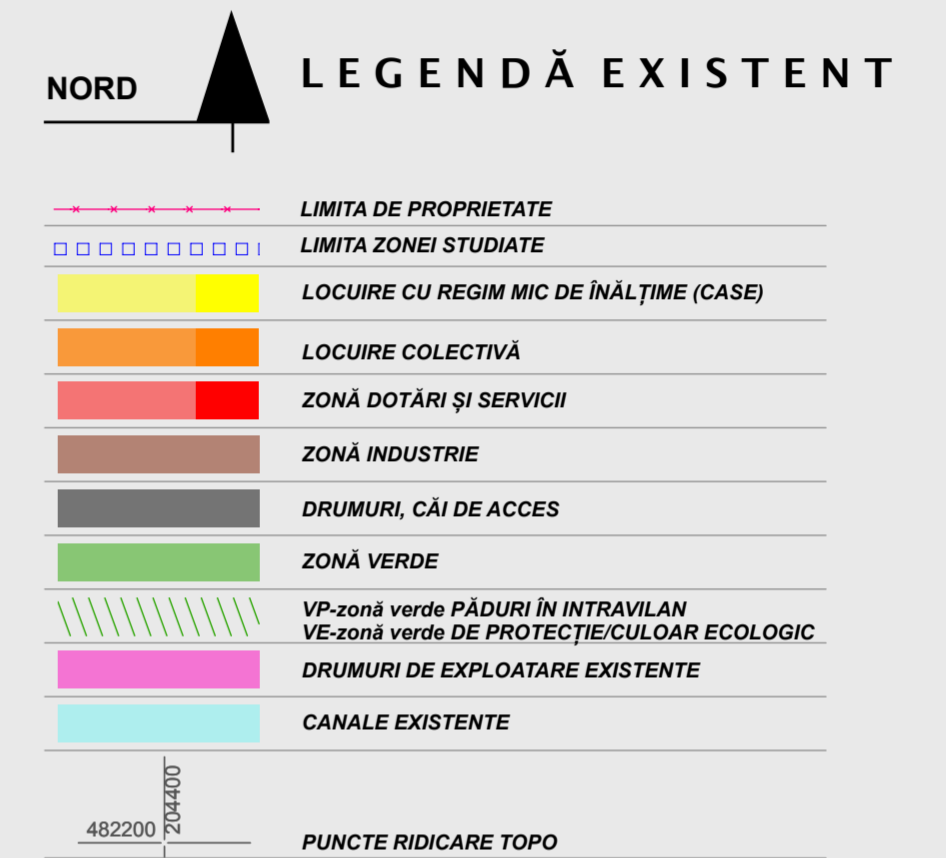 NORD
LEGENDĂ EXISTENT
LIMITA DE PROPRIETATE
LIMITA ZONEI STUDIATE
LOCUIRE CU REGIM MIC DE ÎNĂLȚIME (CASE)
LOCUIRE COLECTIVĂ
ZONĂ DOTĂRI ȘI SERVICII
ZONĂ INDUSTRIE
DRUMURI, CĂI DE ACCES
ZONĂ VERDE
VP-zonă verde PĂDURI ÎN INTRAVILAN
VE-zonă verde DE PROTECȚIE/CULOAR ECOLOGIC
DRUMURI DE EXPLOATARE EXISTENTE
CANALE EXISTENTE
204400
482200
PUNCTE RIDICARE TOPO